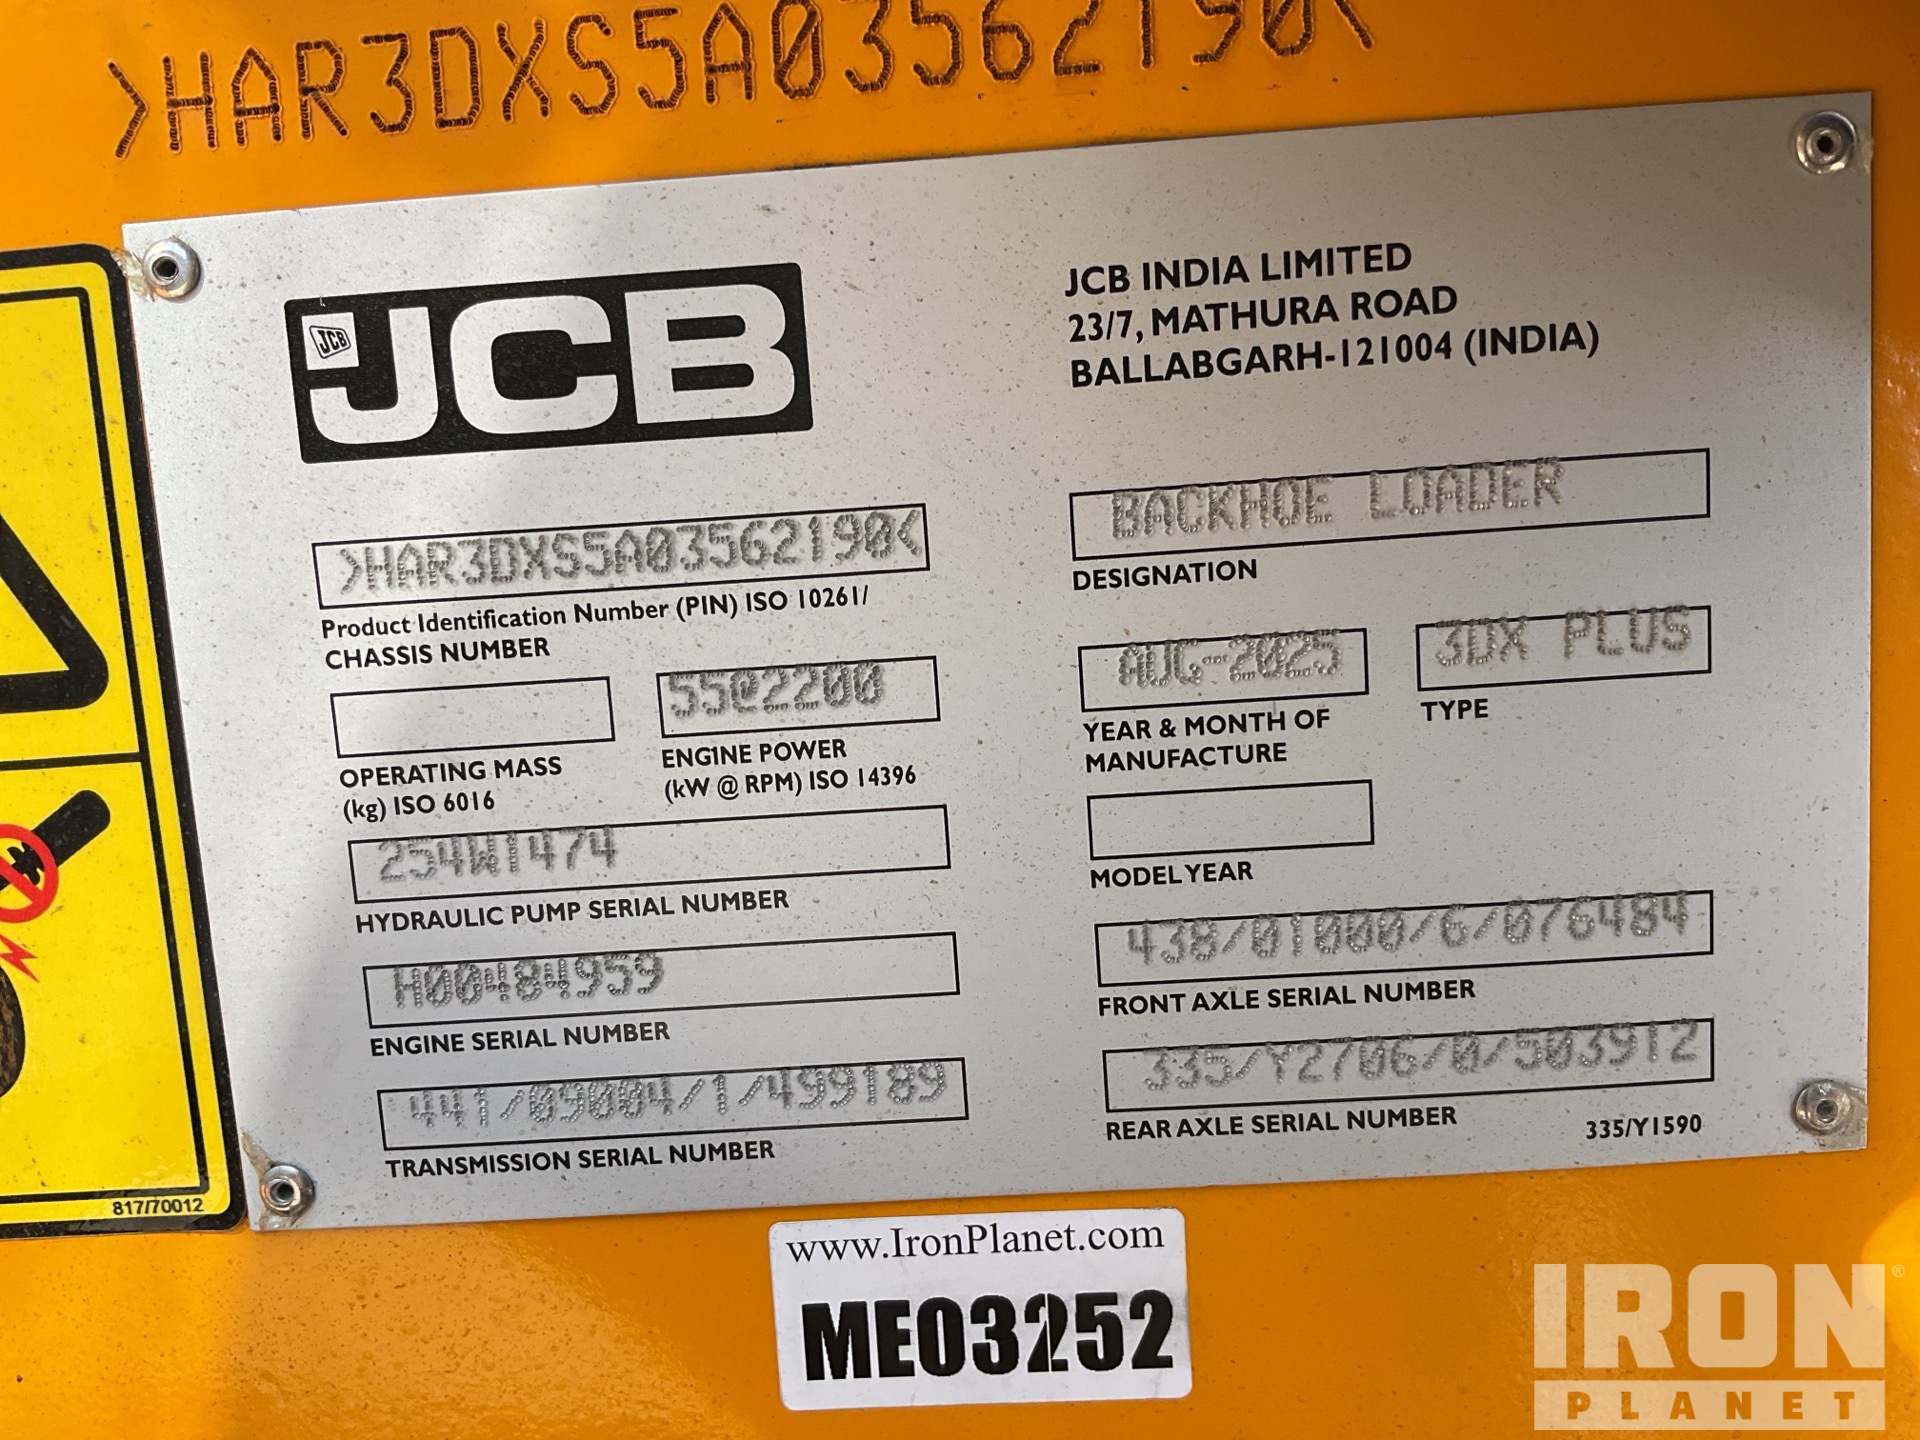 >HAR3DXS5A03562190<
JCB
JCB
JCB INDIA LIMITED
23/7, MATHURA ROAD
BALLABGARH-121004 (INDIA)
>HAR3DXS5A03562190<
Product Identification Number (PIN) ISO 10261/
CHASSIS NUMBER
BACKHOE LOADER
DESIGNATION
OPERATING MASS
(kg) ISO 6016
55@2200
ENGINE POWER
(kW @ RPM) ISO 14396
AUG-2025
YEAR & MONTH OF
MANUFACTURE
3DX PLUS
TYPE
254W1474
HYDRAULIC PUMP SERIAL NUMBER
MODEL YEAR
H00484959
ENGINE SERIAL NUMBER
438/01000/6/076484
FRONT AXLE SERIAL NUMBER
441/09004/1/499189
TRANSMISSION SERIAL NUMBER
335/Y2706/0/503912
REAR AXLE SERIAL NUMBER
335/Y1590
817/70012
www.IronPlanet.com
ME03252
IRON®
PLANET